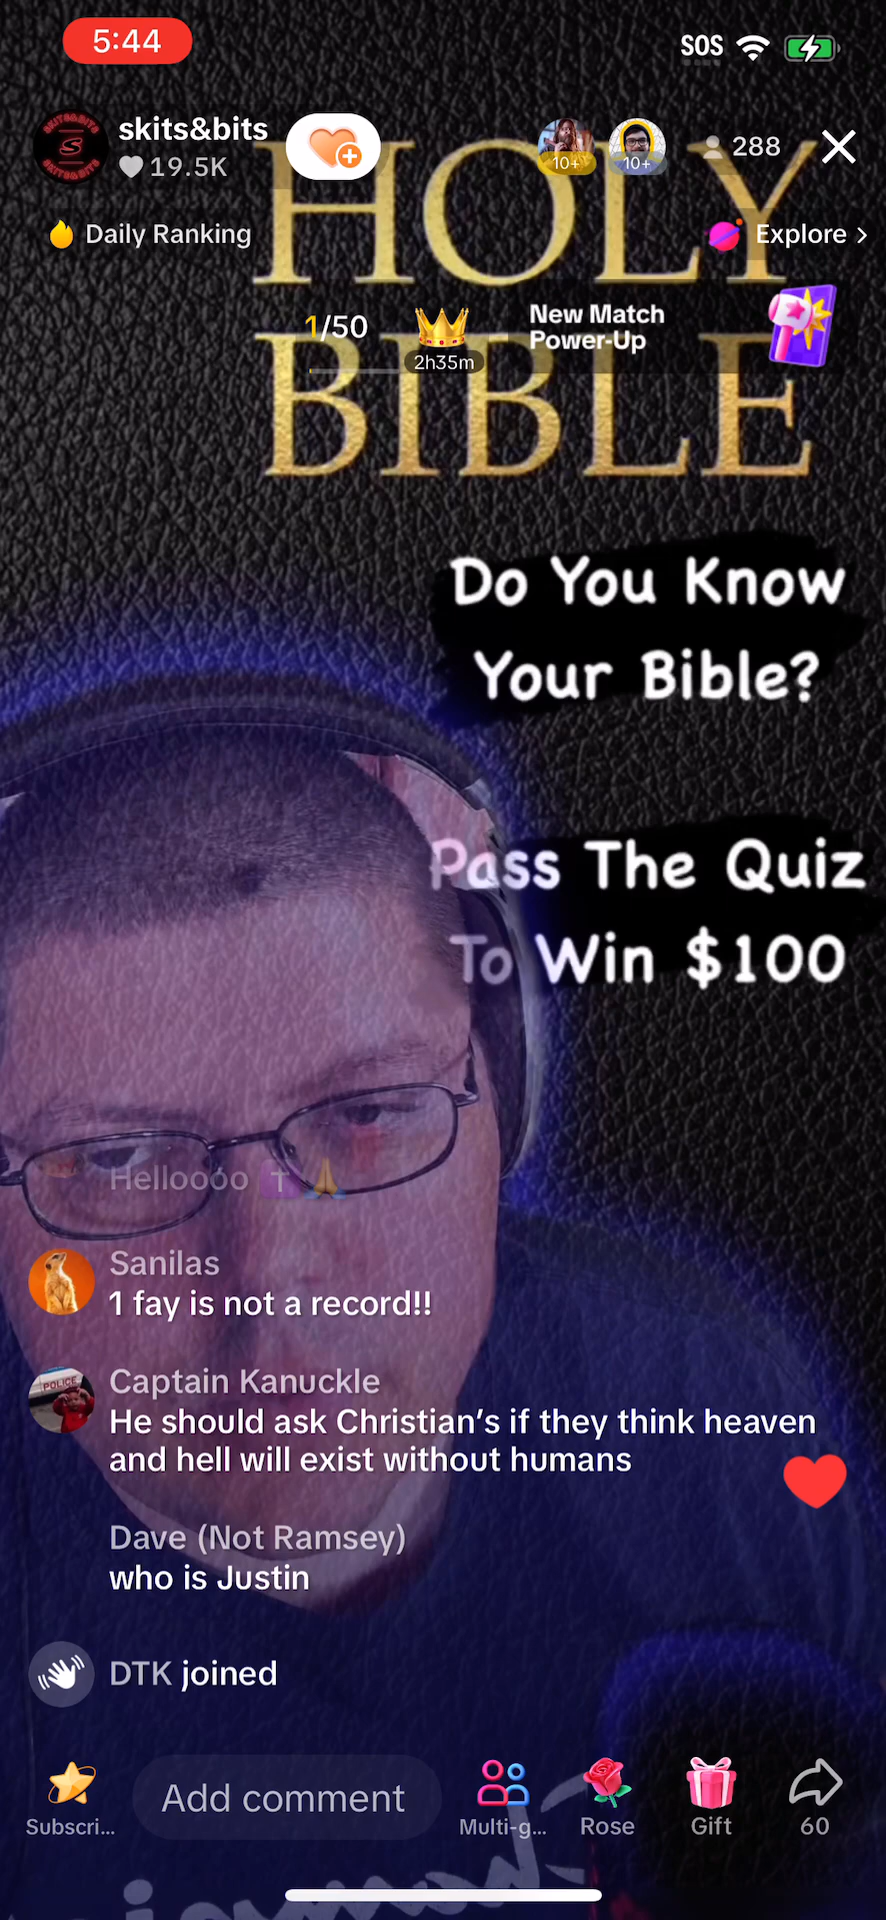 5:44
SOS
skits&bits
19.5K
10+
10+
288
HOLY
Daily Ranking
Explore >
1/50
2h35m
New Match
Power-Up
BIBLE
Do You Know
Your Bible?
Pass The Quiz
To Win $100
Helloooo T 🙏
Sanilas
1 fay is not a record!!
POLICE
Captain Kanuckle
He should ask Christian’s if they think heaven
and hell will exist without humans
Dave (Not Ramsey)
who is Justin
DTK joined
Subscri...
Add comment
Multi-g...
Rose
Gift
60